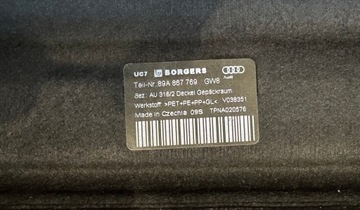 UC7 BORGERS Audi
Teil-Nr.:89A 867 769 GW8
Bez.: AU 316/2 Deckel Gepäckraum
Werkstoff: >PET+PE+PP+GL< V038351
Made in Czechia 09S TPNA020576